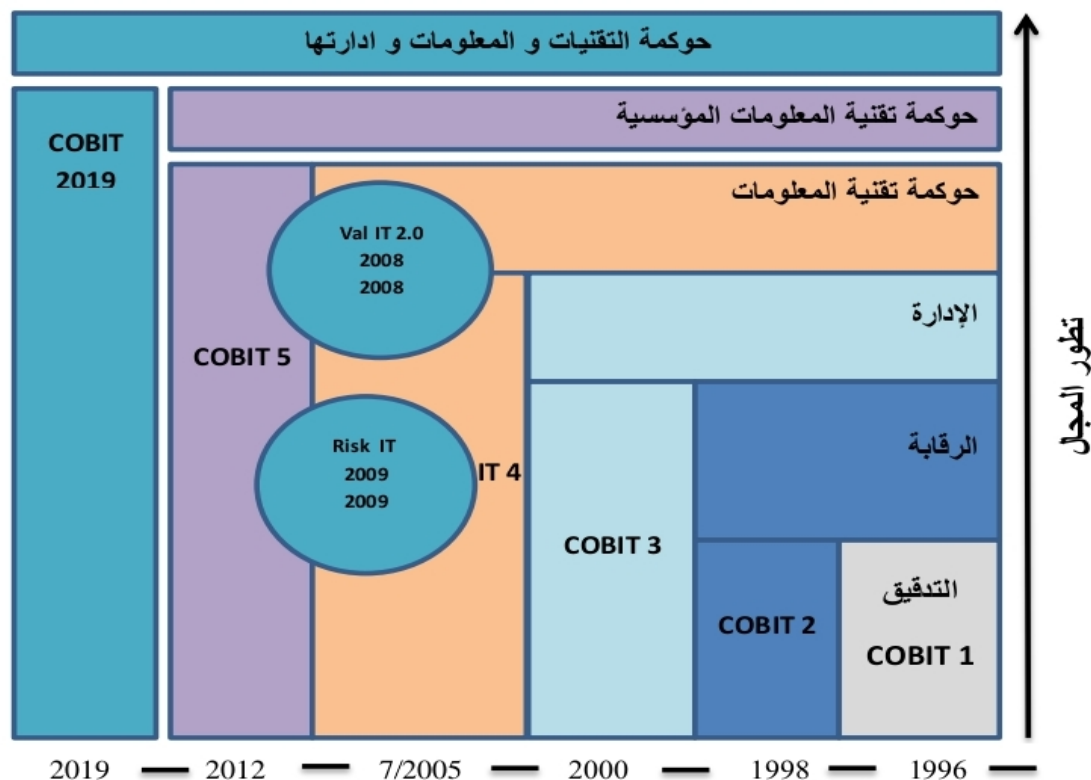 حوكمة التقنيات و المعلومات و ادارتها
حوكمة تقنية المعلومات المؤسسية
COBIT
2019
حوكمة تقنية المعلومات
Val IT 2.0
2008
2008
الإدارة
COBIT 5
الرقابة
Risk IT
2009
2009
IT 4
COBIT 3
التدقيق
COBIT 2
COBIT 1
تطور المجال
2019 — 2012 — 7/2005 — 2000 — 1998 — 1996 —